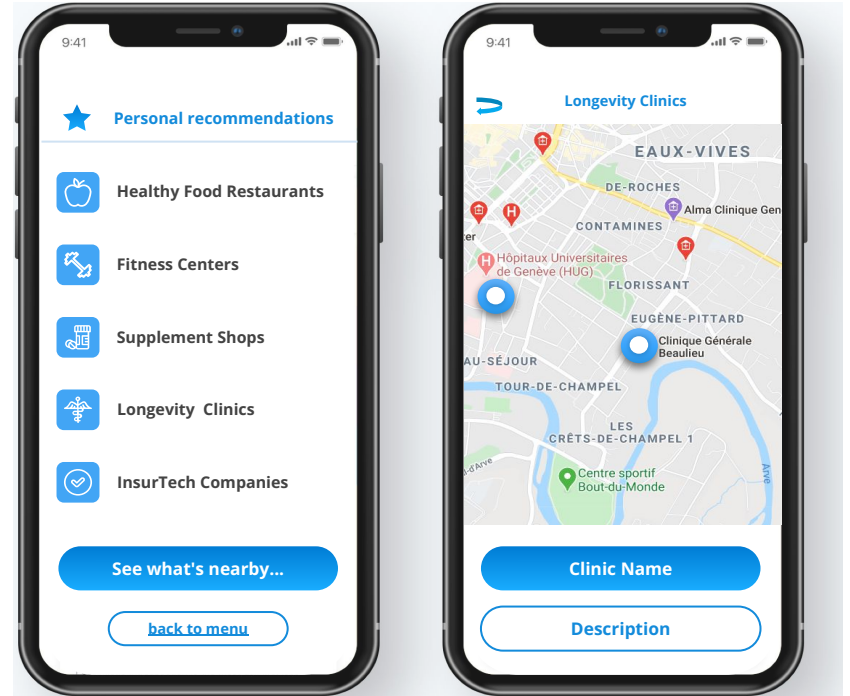 9:41
Personal recommendations
Healthy Food Restaurants
Fitness Centers
Supplement Shops
Longevity Clinics
InsurTech Companies
See what's nearby...
back to menu
9:41
Longevity Clinics
EAUX-VIVES
DE-ROCHES
Alma Clinique Gen
CONTAMINES
H
ter
H
Hôpitaux Universitaires
de Genève (HUG)
FLORISSANT
EUGÈNE-PITTARD
Clinique Générale
Beaulieu
AU-SÉJOUR
TOUR-DE-CHAMPEL
LES
CRÊTS-DE-CHAMPEL 1
d'Arve
Arve
Centre sportif
Bout-du-Monde
Clinic Name
Description